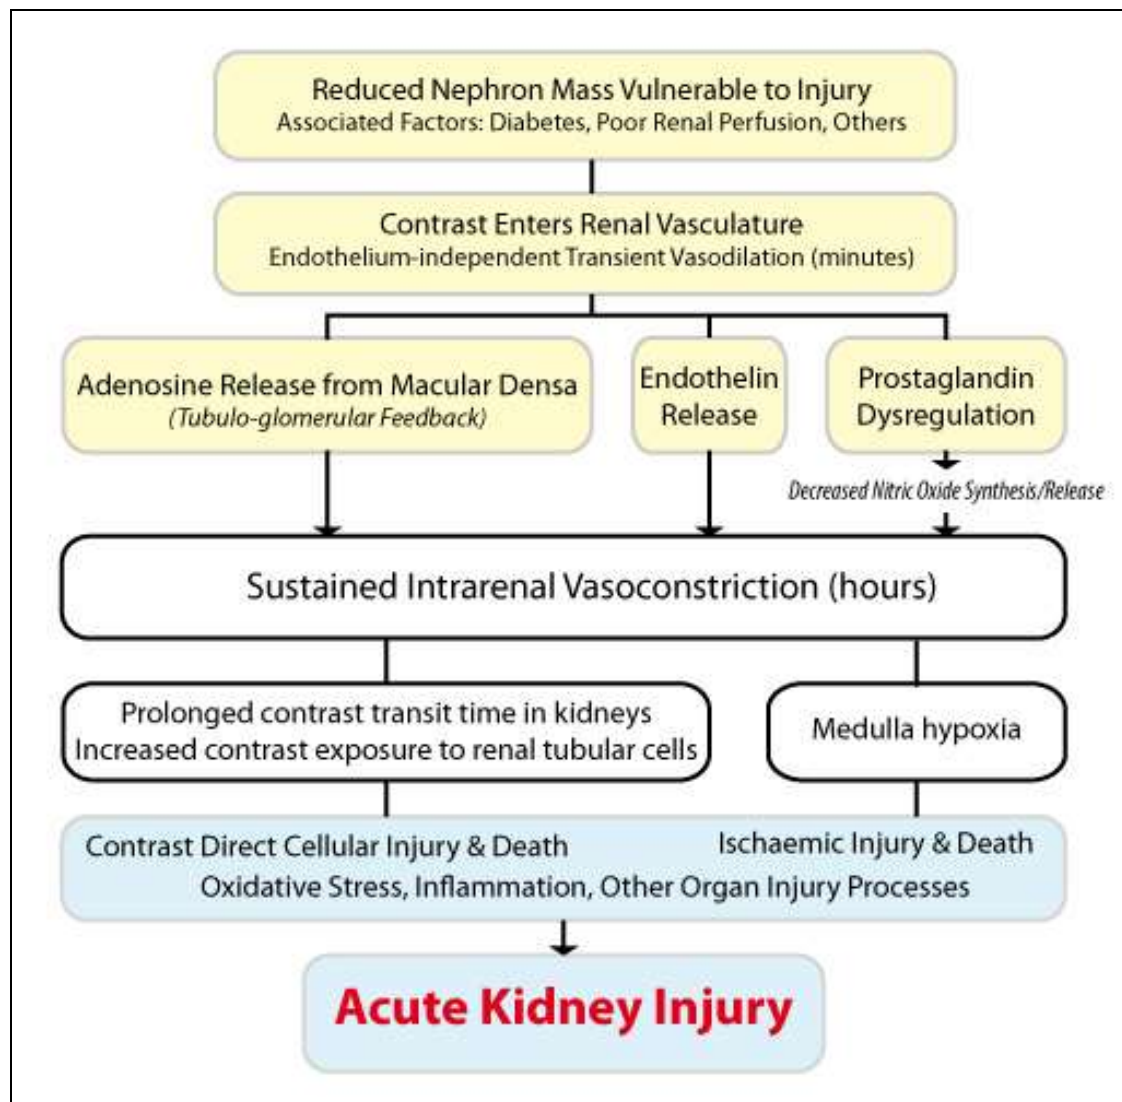 Reduced Nephron Mass Vulnerable to Injury
Associated Factors: Diabetes, Poor Renal Perfusion, Others
Contrast Enters Renal Vasculature
Endothelium-independent Transient Vasodilation (minutes)
Adenosine Release from Macular Densa
(Tubulo-glomerular Feedback)
Endothelin
Release
Prostaglandin
Dysregulation
Decreased Nitric Oxide Synthesis/Release
Sustained Intrarenal Vasoconstriction (hours)
Prolonged contrast transit time in kidneys
Increased contrast exposure to renal tubular cells
Medulla hypoxia
Contrast Direct Cellular Injury & Death
Ischaemic Injury & Death
Oxidative Stress, Inflammation, Other Organ Injury Processes
Acute Kidney Injury